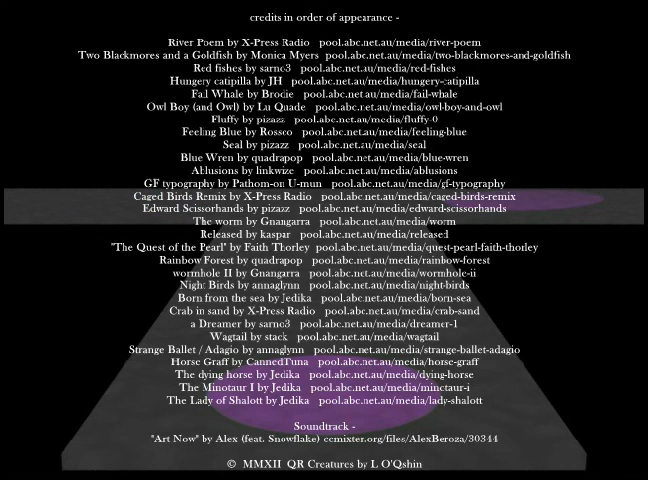 credits in order of appearance -
River Poem by X-Press Radio pool.abc.net.au/media/river-poem
Two Blackmores and a Goldfish by Monica Myers pool.abc.net.au/media/two-blackmores-and-goldfish
Red fishes by sarno3 pool.abc.net.au/media/red-fishes
Hungery catipilla by JH pool.abc.net.au/media/hungery-catipilla
Fail Whale by Brodie pool.abc.net.au/media/fail-whale
Owl Boy (and Owl) by Lu Quade pool.abc.net.au/media/owl-boy-and-owl
Fluffy by pizazz pool.abc.net.au/media/fluffy-0
Feeling Blue by Rossco pool.abc.net.au/media/feeling-blue
Seal by pizazz pool.abc.net.au/media/seal
Blue Wren by quadrapop pool.abc.net.au/media/blue-wren
Ablusions by linkwize pool.abc.net.au/media/ablusions
GF typography by Pathom-on U-mun pool.abc.net.au/media/gf-typography
Caged Birds Remix by X-Press Radio pool.abc.net.au/media/caged-birds-remix
Edward Scissorhands by pizazz pool.abc.net.au/media/edward-scissorhands
The worm by Gnangarra pool.abc.net.au/media/worm
Released by kaspar pool.abc.net.au/media/released
"The Quest of the Pearl" by Faith Thorley pool.abc.net.au/media/quest-pearl-faith-thorley
Rainbow Forest by quadrapop pool.abc.net.au/media/rainbow-forest
wormhole II by Gnangarra pool.abc.net.au/media/wormhole-ii
Night Birds by annaglynn pool.abc.net.au/media/night-birds
Born from the sea by Jedika pool.abc.net.au/media/born-sea
Crab in sand by X-Press Radio pool.abc.net.au/media/crab-sand
a Dreamer by sarno3 pool.abc.net.au/media/dreamer-1
Wagtail by stack pool.abc.net.au/media/wagtail
Strange Ballet / Adagio by annaglynn pool.abc.net.au/media/strange-ballet-adagio
Horse Graff by CannedTuna pool.abc.net.au/media/horse-graff
The dying horse by Jedika pool.abc.net.au/media/dying-horse
The Minotaur I by Jedika pool.abc.net.au/media/minotaur-i
The Lady of Shalott by Jedika pool.abc.net.au/media/lady-shalott
Soundtrack -
"Art Now" by Alex (feat. Snowflake) ccmixter.org/files/AlexBeroza/30344
© MMXII QR Creatures by L O'Qshin